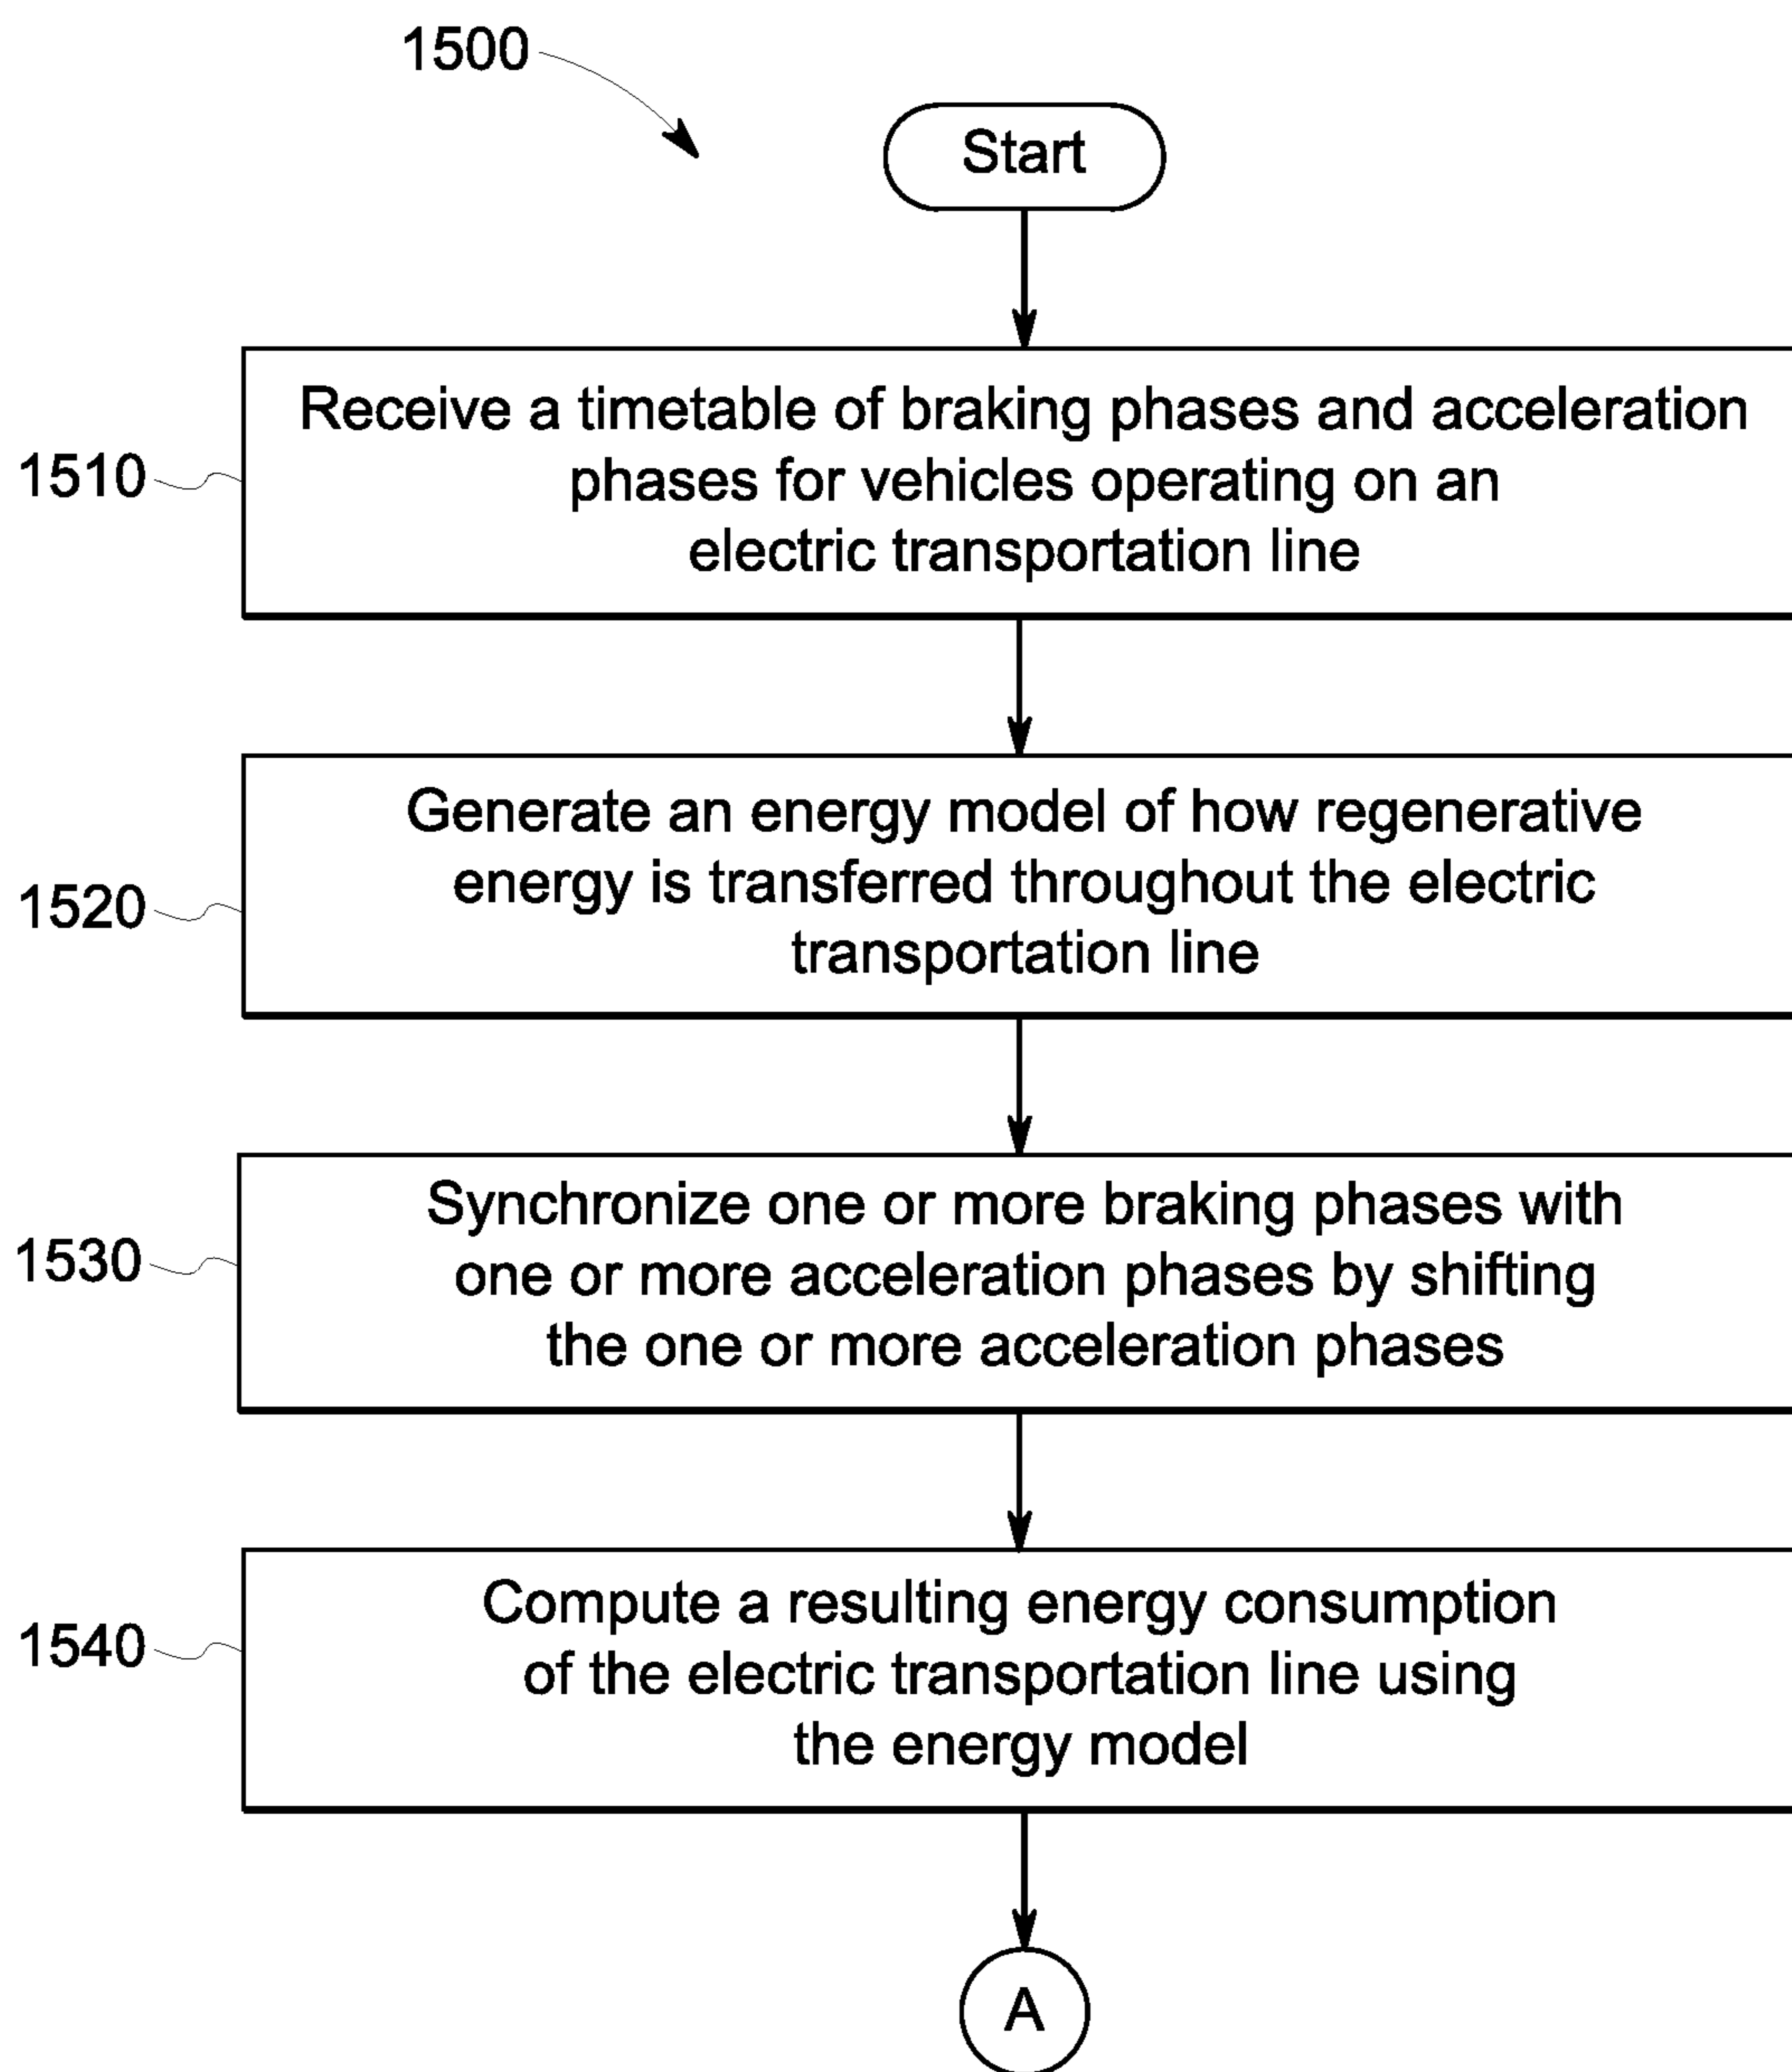 1500
Start
1510
Receive a timetable of braking phases and acceleration
phases for vehicles operating on an
electric transportation line
1520
Generate an energy model of how regenerative
energy is transferred throughout the electric
transportation line
1530
Synchronize one or more braking phases with
one or more acceleration phases by shifting
the one or more acceleration phases
1540
Compute a resulting energy consumption
of the electric transportation line using
the energy model
A